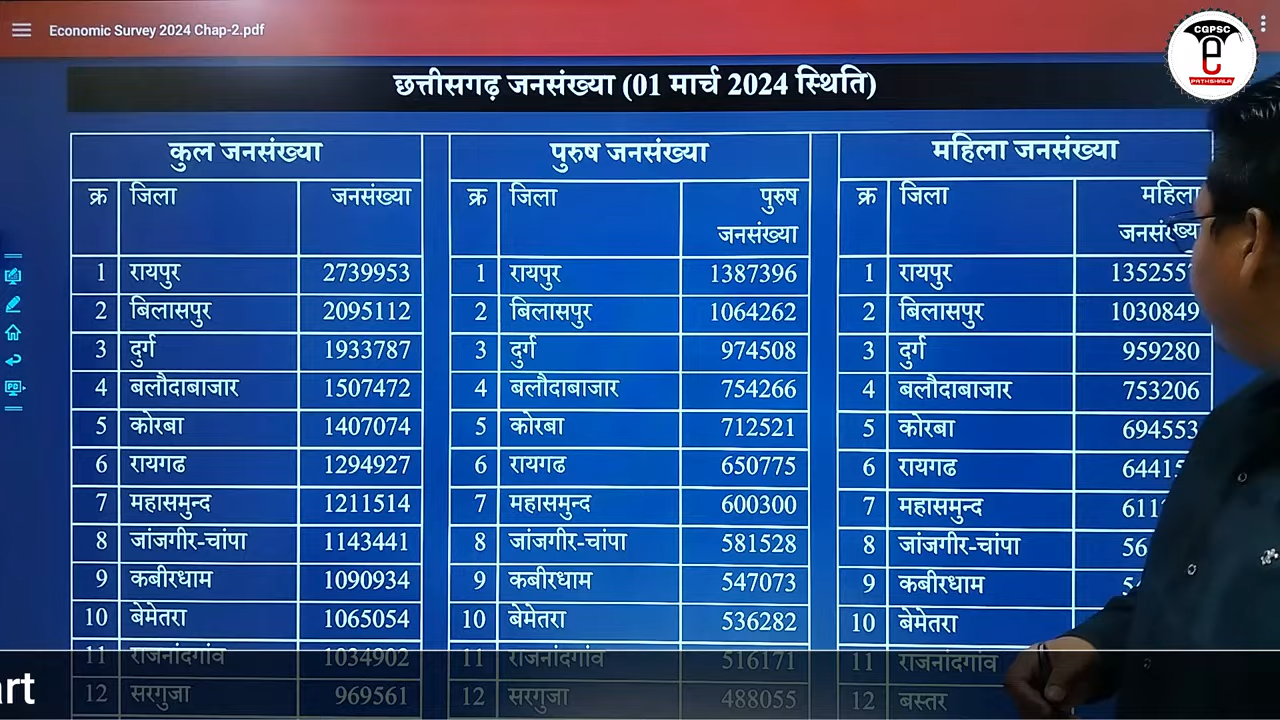 Economic Survey 2024 Chap-2.pdf
CGPSC
e
PATHSHALA
छत्तीसगढ़ जनसंख्या (01 मार्च 2024 स्थिति)
कुल जनसंख्या
क्र जिला जनसंख्या
1 रायपुर 2739953
2 बिलासपुर 2095112
3 दुर्ग 1933787
4 बलौदाबाजार 1507472
5 कोरबा 1407074
6 रायगढ 1294927
7 महासमुन्द 1211514
8 जांजगीर-चांपा 1143441
9 कबीरधाम 1090934
10 बेमेतरा 1065054
11 राजनांदगांव 1034902
12 सरगुजा 969561
पुरुष जनसंख्या
क्र जिला पुरुष
जनसंख्या
1 रायपुर 1387396
2 बिलासपुर 1064262
3 दुर्ग 974508
4 बलौदाबाजार 754266
5 कोरबा 712521
6 रायगढ 650775
7 महासमुन्द 600300
8 जांजगीर-चांपा 581528
9 कबीरधाम 547073
10 बेमेतरा 536282
11 राजनांदगांव 516171
12 सरगुजा 488055
महिला जनसंख्या
क्र जिला महिला
जनसंख्या
1 रायपुर
2 बिलासपुर 1030849
3 दुर्ग 959280
4 बलौदाबाजार 753206
5 कोरबा 694553
6 रायगढ
7 महासमुन्द
8 जांजगीर-चांपा
9 कबीरधाम
10 बेमेतरा
11 राजनांदगांव
12 बस्तर
PC